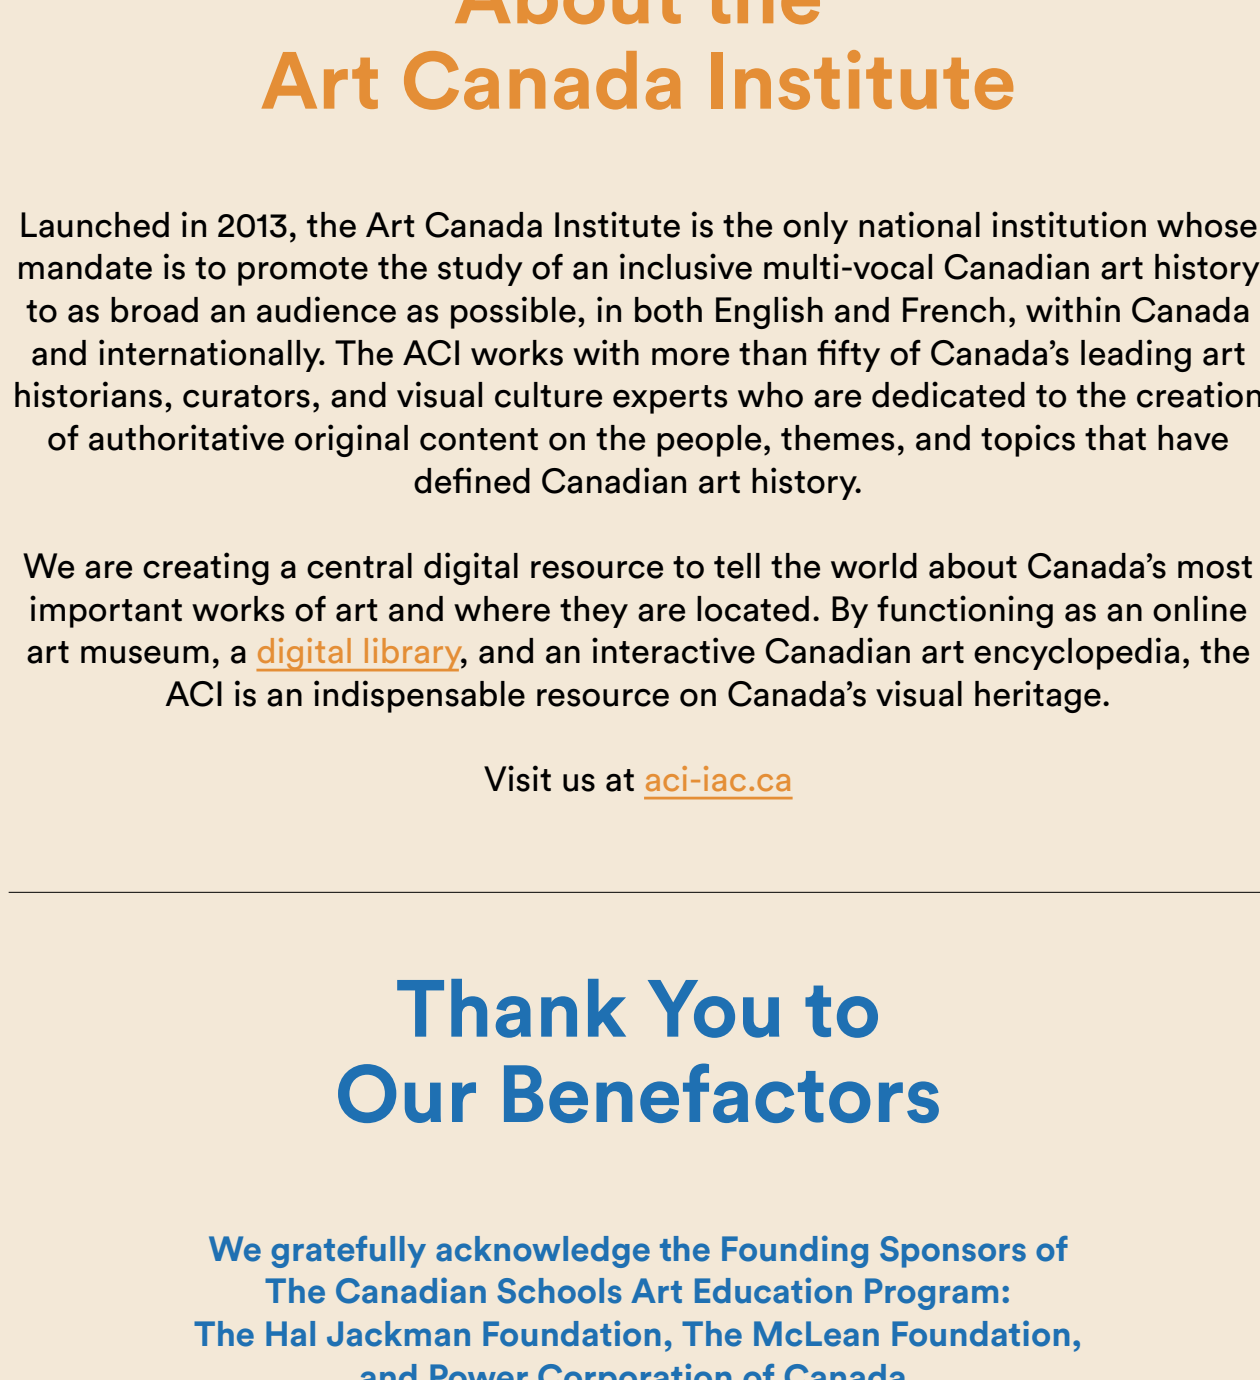 About the
Art Canada Institute
Launched in 2013, the Art Canada Institute is the only national institution whose
mandate is to promote the study of an inclusive multi-vocal Canadian art history
to as broad an audience as possible, in both English and French, within Canada
and internationally. The ACI works with more than fifty of Canada’s leading art
historians, curators, and visual culture experts who are dedicated to the creation
of authoritative original content on the people, themes, and topics that have
defined Canadian art history.
We are creating a central digital resource to tell the world about Canada’s most
important works of art and where they are located. By functioning as an online
art museum, a digital library, and an interactive Canadian art encyclopedia, the
ACI is an indispensable resource on Canada’s visual heritage.
Visit us at aci-iac.ca
Thank You to
Our Benefactors
We gratefully acknowledge the Founding Sponsors of
The Canadian Schools Art Education Program:
The Hal Jackman Foundation, The McLean Foundation,
and Power Corporation of Canada